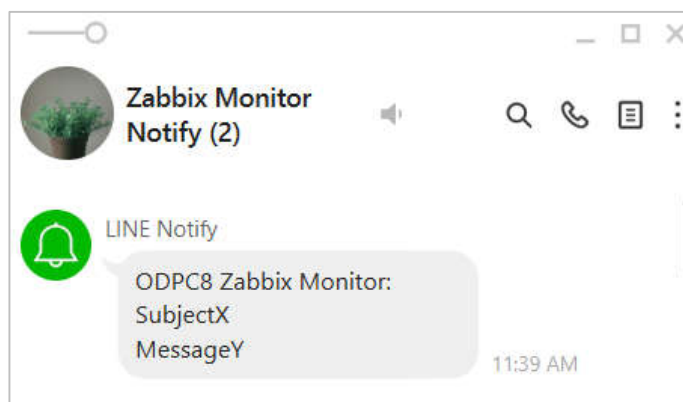 Zabbix Monitor
Notify (2)
LINE Notify
ODPC8 Zabbix Monitor:
SubjectX
MessageY
11:39 AM